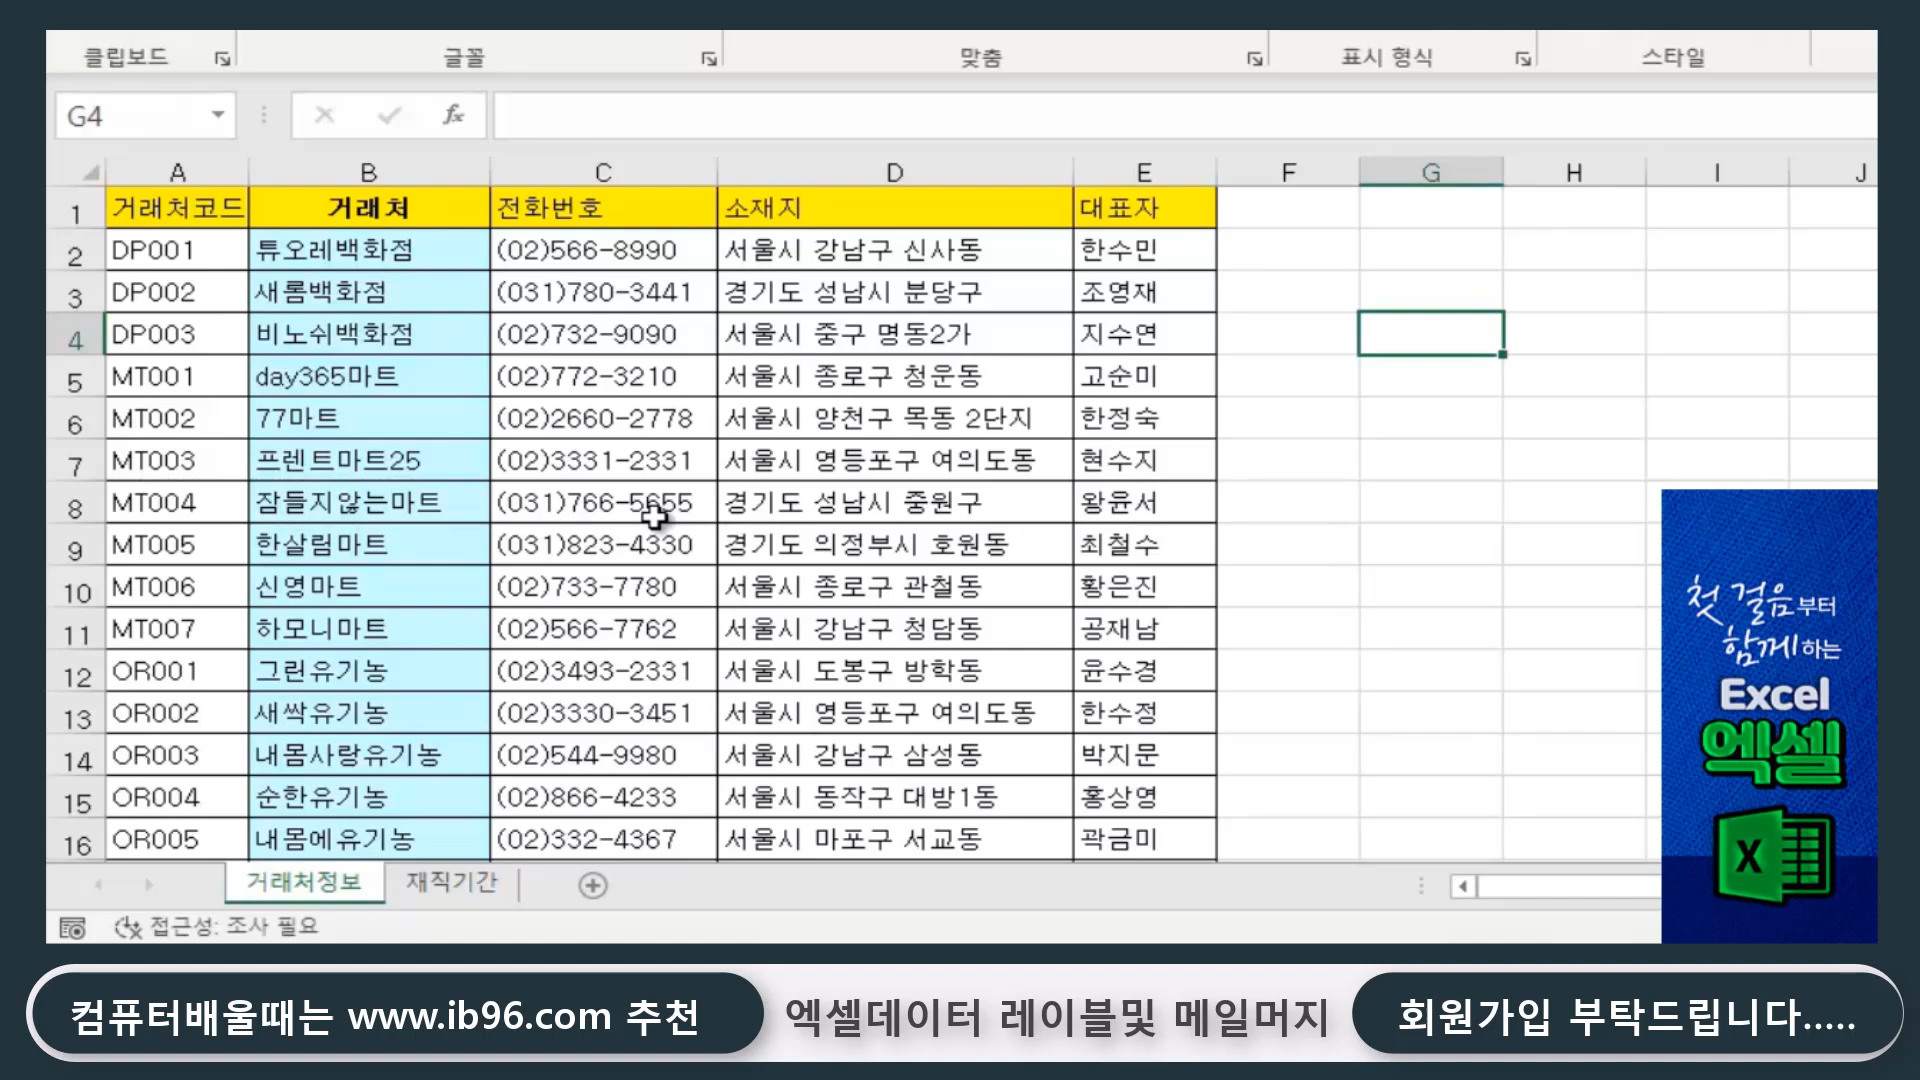 클립보드 글꼴 맞춤 표시 형식 스타일
G4 fx
A B C D E F G H I J
1 거래처코드 거래처 전화번호 소재지 대표자
2 DP001 튜오레백화점 (02)566-8990 서울시 강남구 신사동 한수민
3 DP002 새롬백화점 (031)780-3441 경기도 성남시 분당구 조영재
4 DP003 비노쉬백화점 (02)732-9090 서울시 중구 명동2가 지수연
5 MT001 day365마트 (02)772-3210 서울시 종로구 청운동 고순미
6 MT002 77마트 (02)2660-2778 서울시 양천구 목동 2단지 한정숙
7 MT003 프렌트마트25 (02)3331-2331 서울시 영등포구 여의도동 현수지
8 MT004 잠들지않는마트 (031)766-5655 경기도 성남시 중원구 왕윤서
9 MT005 한살림마트 (031)823-4330 경기도 의정부시 호원동 최철수
10 MT006 신영마트 (02)733-7780 서울시 종로구 관철동 황은진
11 MT007 하모니마트 (02)566-7762 서울시 강남구 청담동 공재남
12 OR001 그린유기농 (02)3493-2331 서울시 도봉구 방학동 윤수경
13 OR002 새싹유기농 (02)3330-3451 서울시 영등포구 여의도동 한수정
14 OR003 내몸사랑유기농 (02)544-9980 서울시 강남구 삼성동 박지문
15 OR004 순한유기농 (02)866-4233 서울시 동작구 대방1동 홍상영
16 OR005 내몸에유기농 (02)332-4367 서울시 마포구 서교동 곽금미
거래처정보 재직기간
접근성: 조사 필요
첫 걸음부터
함께하는
Excel
엑셀
X
컴퓨터배울때는 www.ib96.com 추천 엑셀데이터 레이블및 메일머지 회원가입 부탁드립니다.....